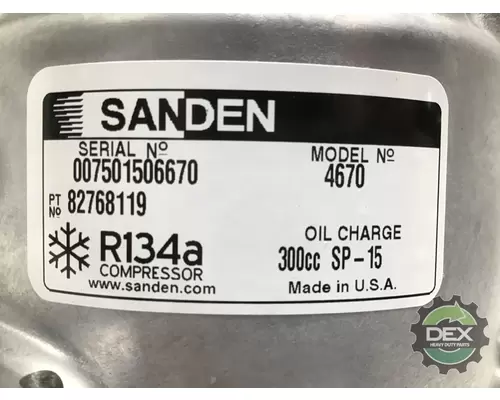 SANDEN
SERIAL Nº
007501506670
MODEL Nº
4670
PT Nº 82768119
R134a
COMPRESSOR
www.sanden.com
OIL CHARGE
300cc SP-15
Made in U.S.A.
DEX
HEAVY DUTY PARTS